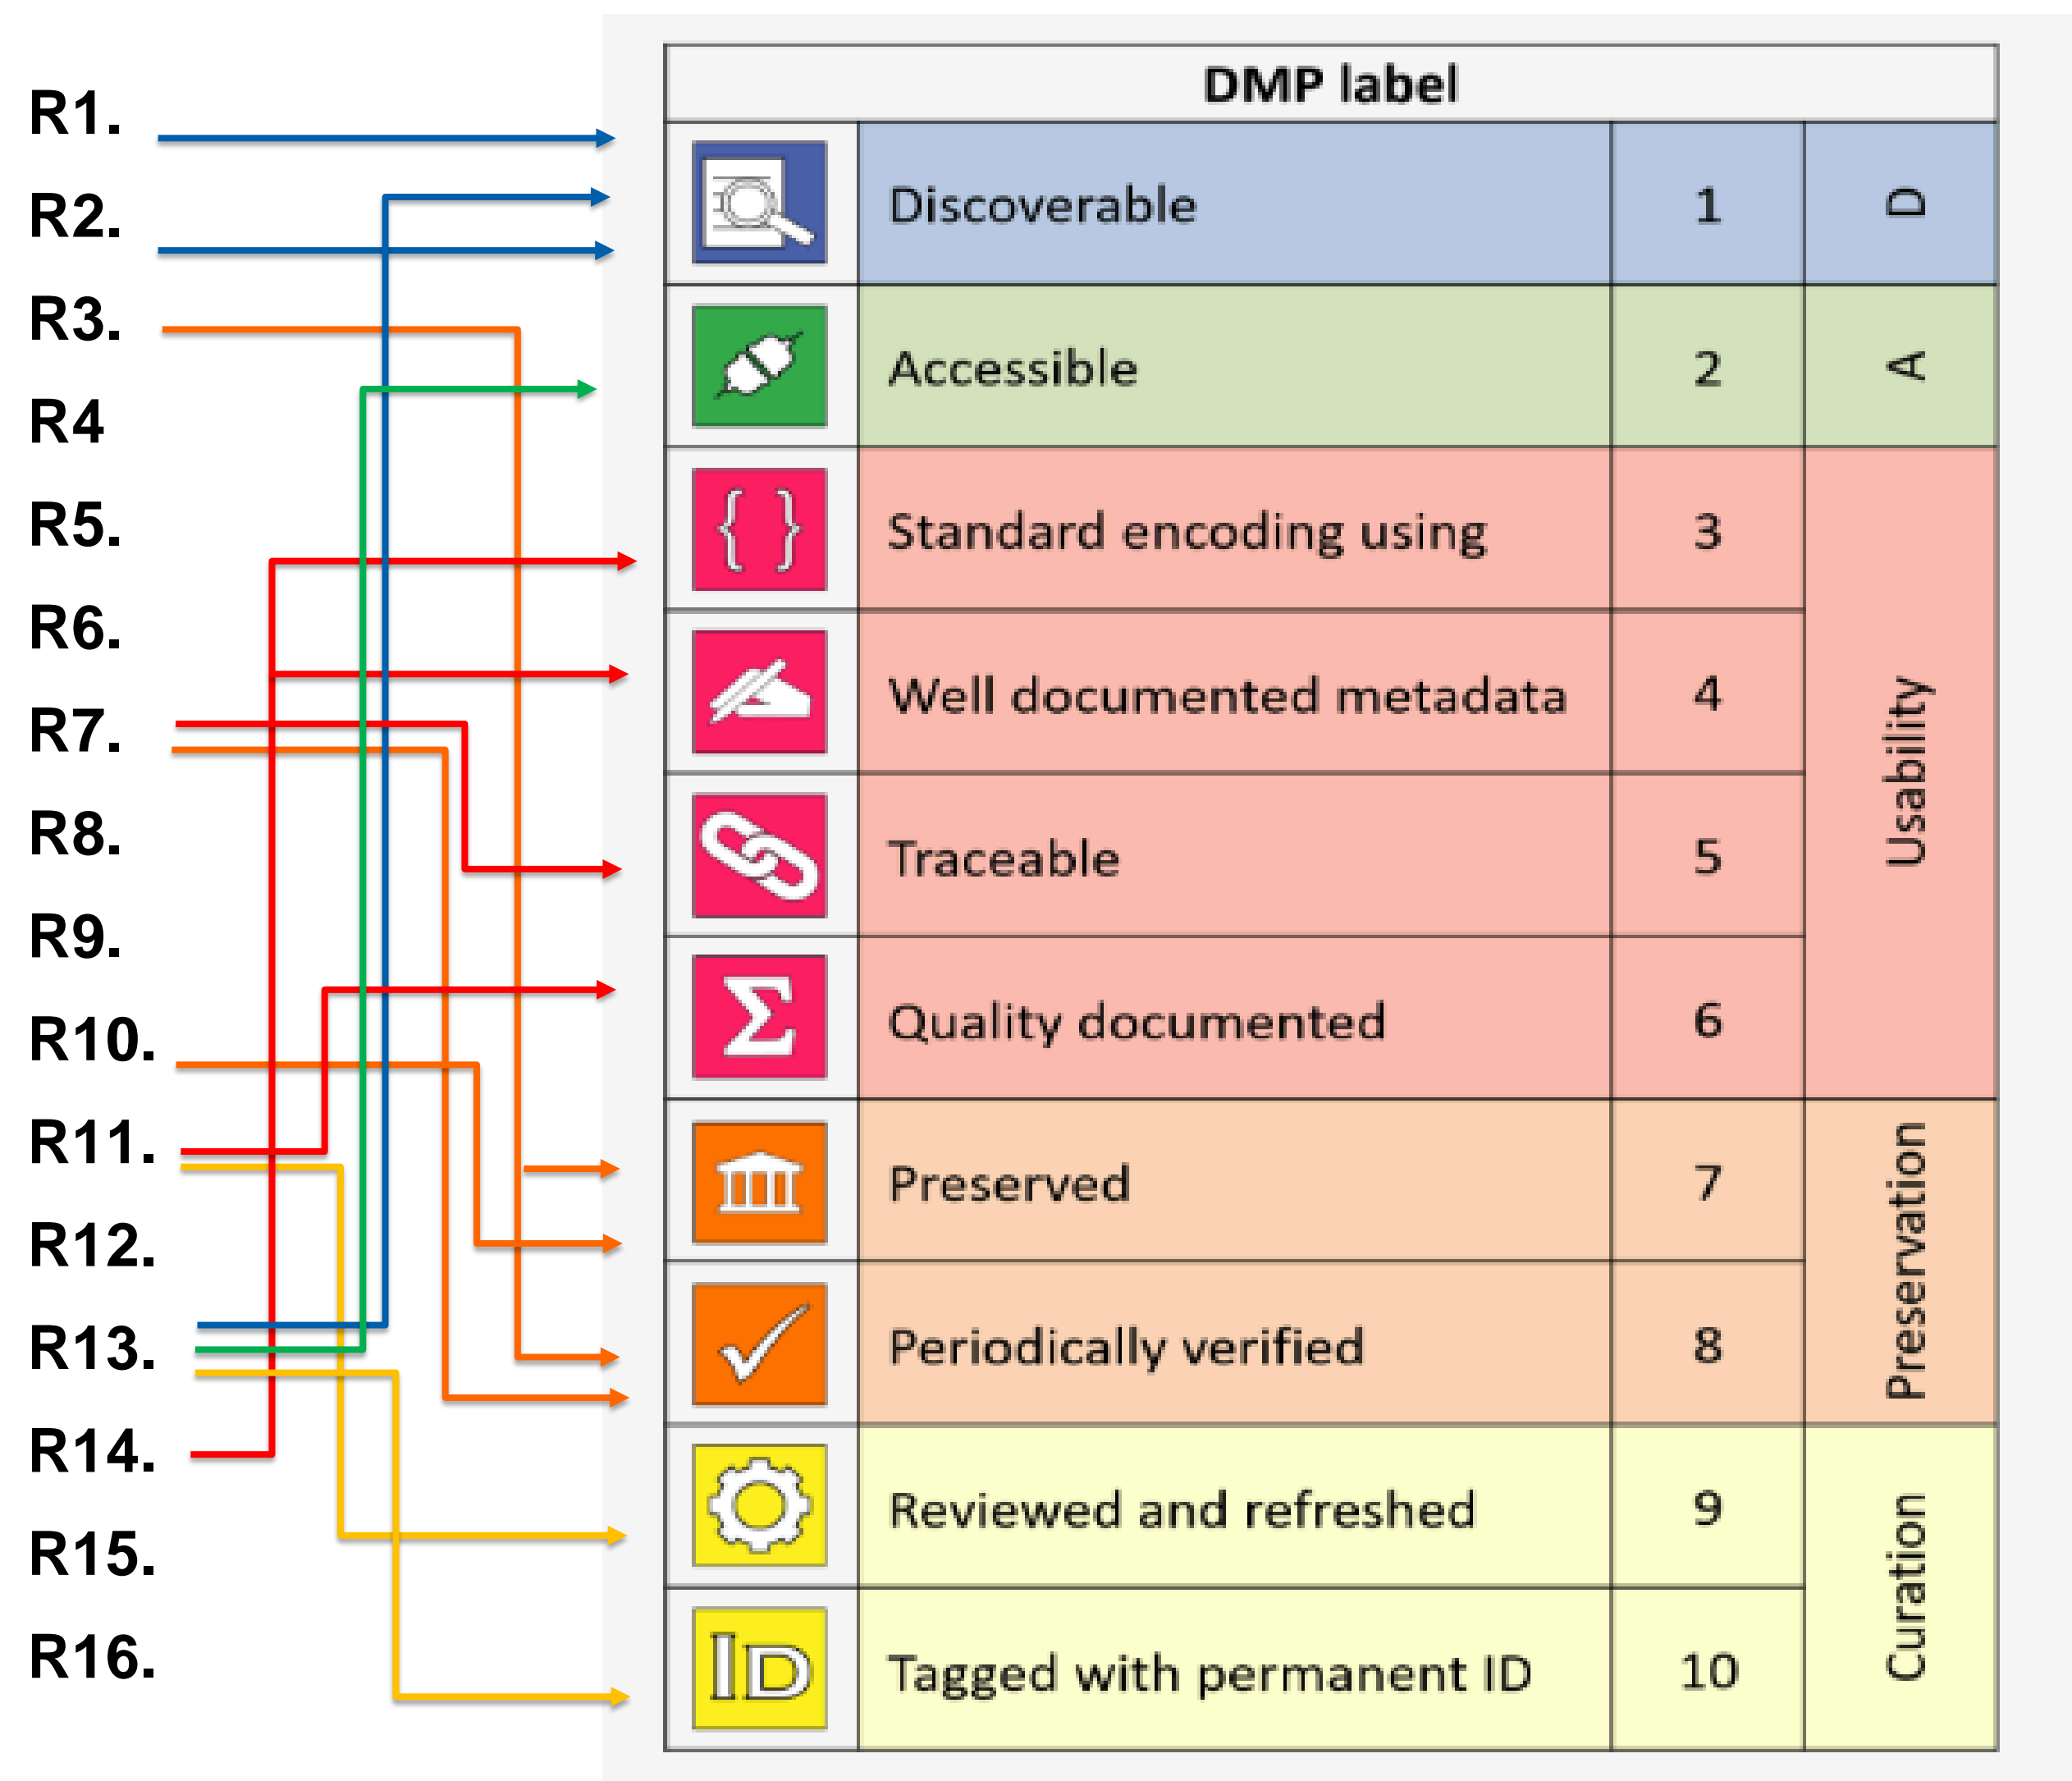 DMP label
R1.
R2.
R3.
R4
R5.
R6.
R7.
R8.
R9.
R10.
R11.
R12.
R13.
R14.
R15.
R16.
Discoverable 1 D
Accessible 2 A
{ } Standard encoding using 3
Well documented metadata 4
Usability
Traceable 5
Σ Quality documented 6
Preserved 7
Preservation
Periodically verified 8
Reviewed and refreshed 9
Curation
ID Tagged with permanent ID 10